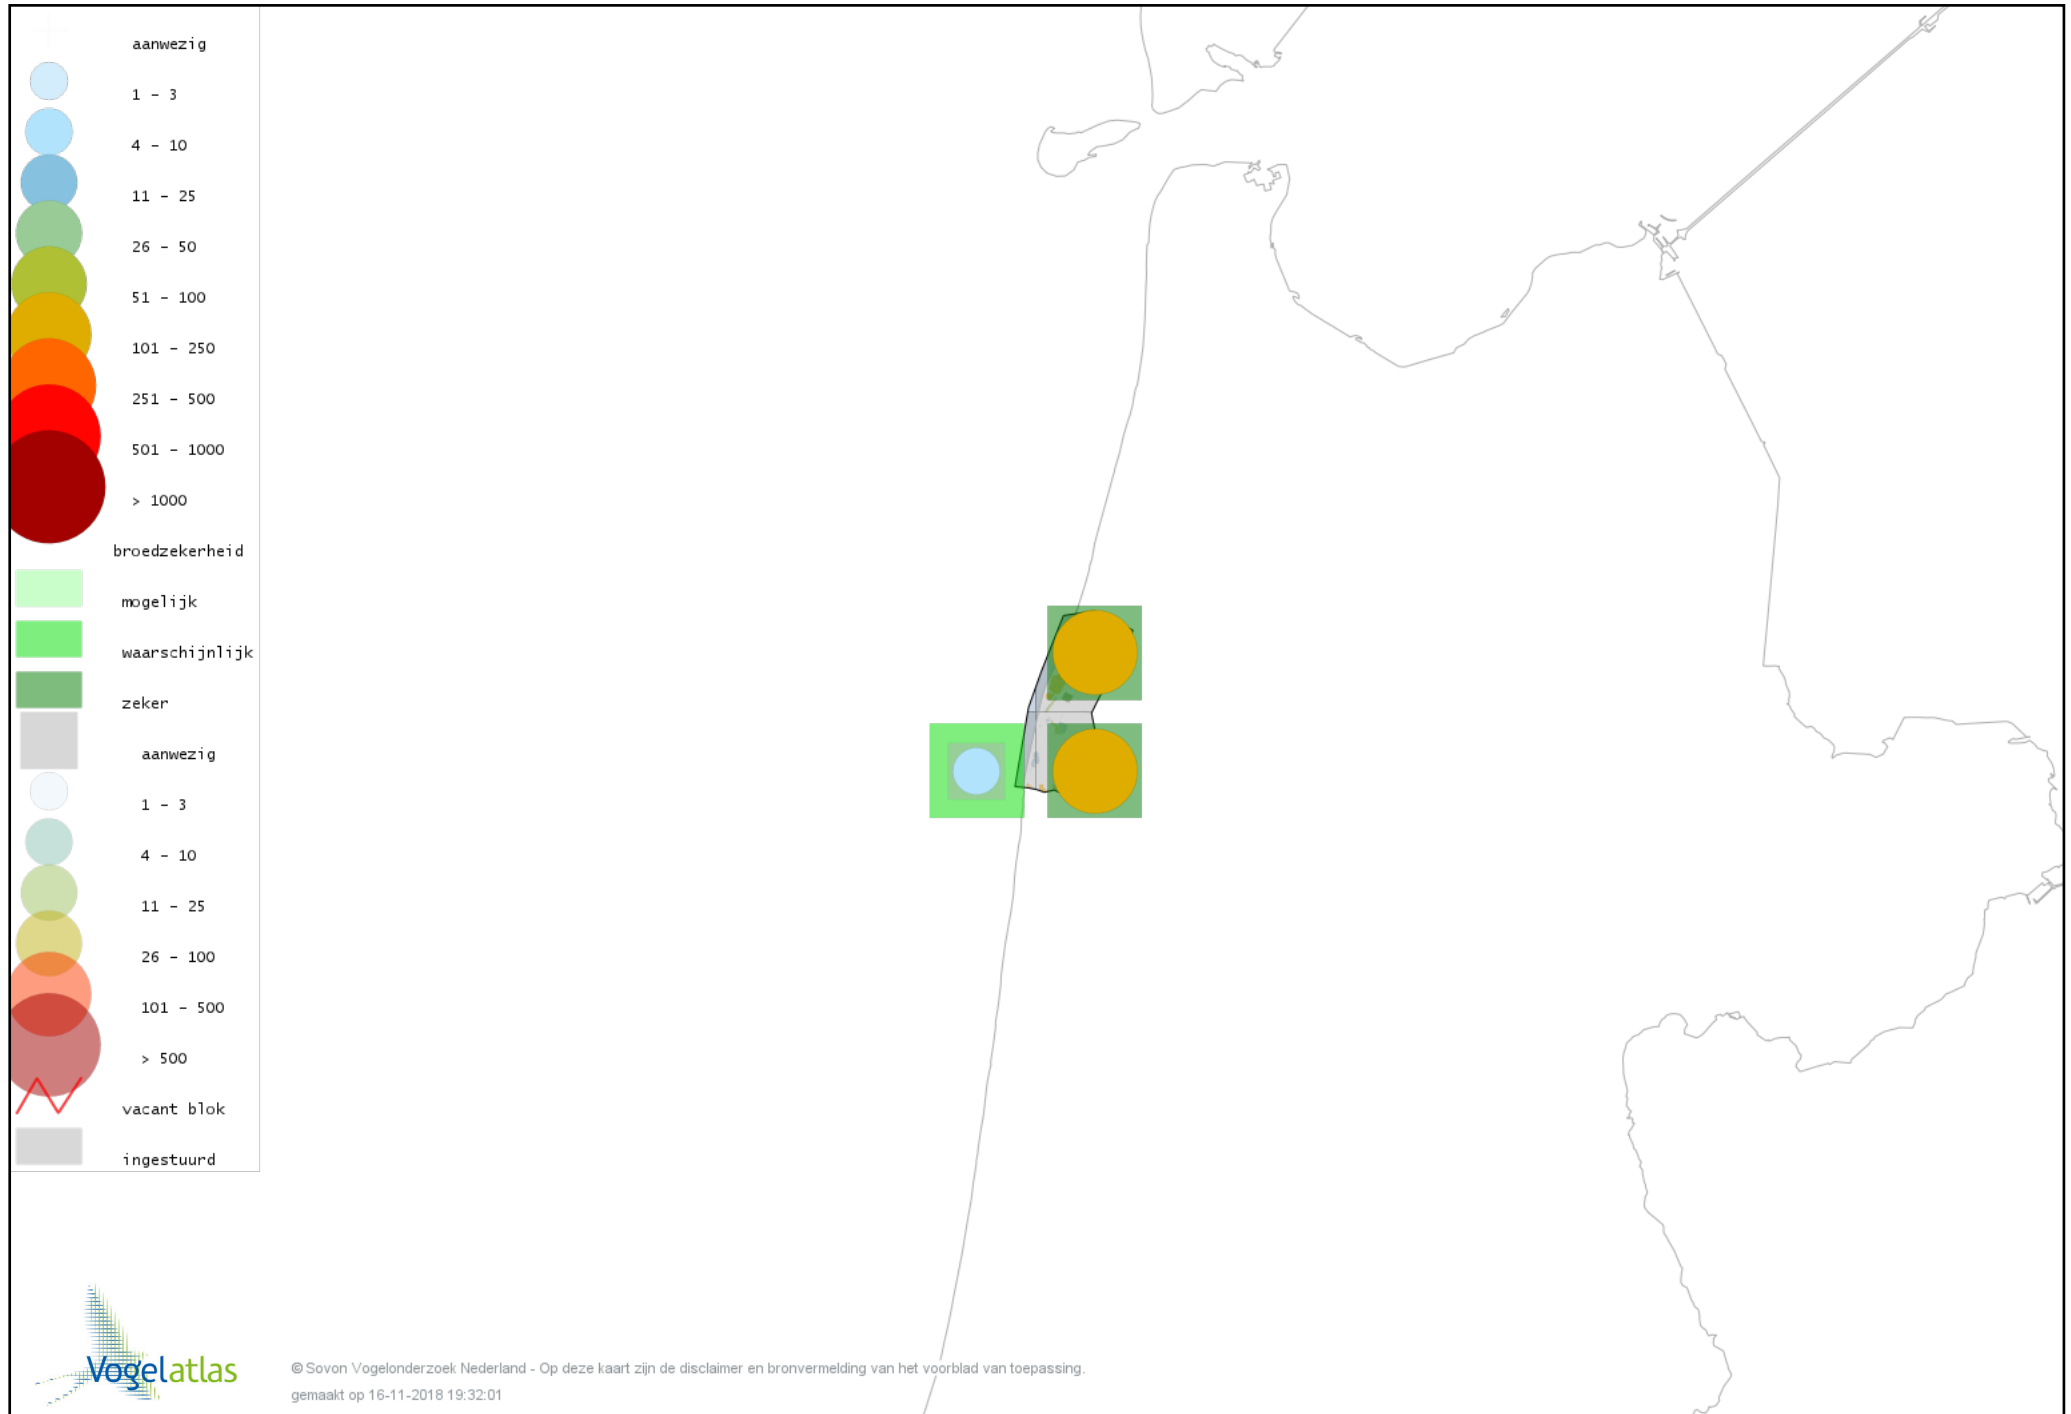 aanwezig
1 - 3
4 - 10
11 - 25
26 - 50
51 - 100
101 - 250
251 - 500
501 - 1000
> 1000
broedzekerheid
mogelijk
waarschijnlijk
zeker
aanwezig
1 - 3
4 - 10
11 - 25
26 - 100
101 - 500
> 500
vacant blok
ingestuurd
Vogelatlas
© Sovon Vogelonderzoek Nederland - Op deze kaart zijn de disclaimer en bronvermelding van het voorblad van toepassing.
gemaakt op 16-11-2018 19:32:01